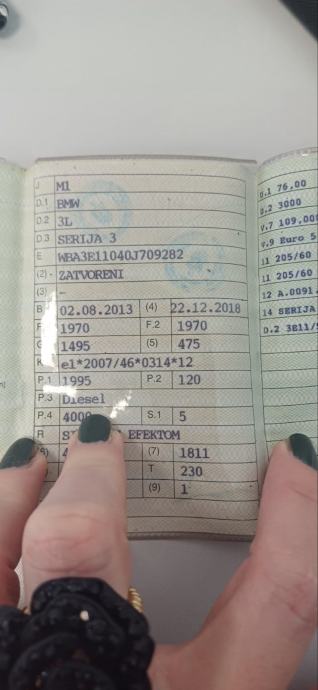 J M1
D.1 BMW
D.2 3L
D.3 SERIJA 3
E WBA3E11040J709282
(2) ZATVORENI
(3) -
B 02.08.2013 (4) 22.12.2018
F 1970 F.2 1970
G 1495 (5) 475
K e1*2007/46*0314*12
P.1 1995 P.2 120
P.3 Diesel
P.4 4000 S.1 5
R EFEKTOM
(7) 1811
T 230
(9) 1
O.1 76.00
O.2 3000
V.7 109.00
V.9 Euro 5
11 205/60
11 205/60
12 A.0091.
14 SERIJA
D.2 3E11/